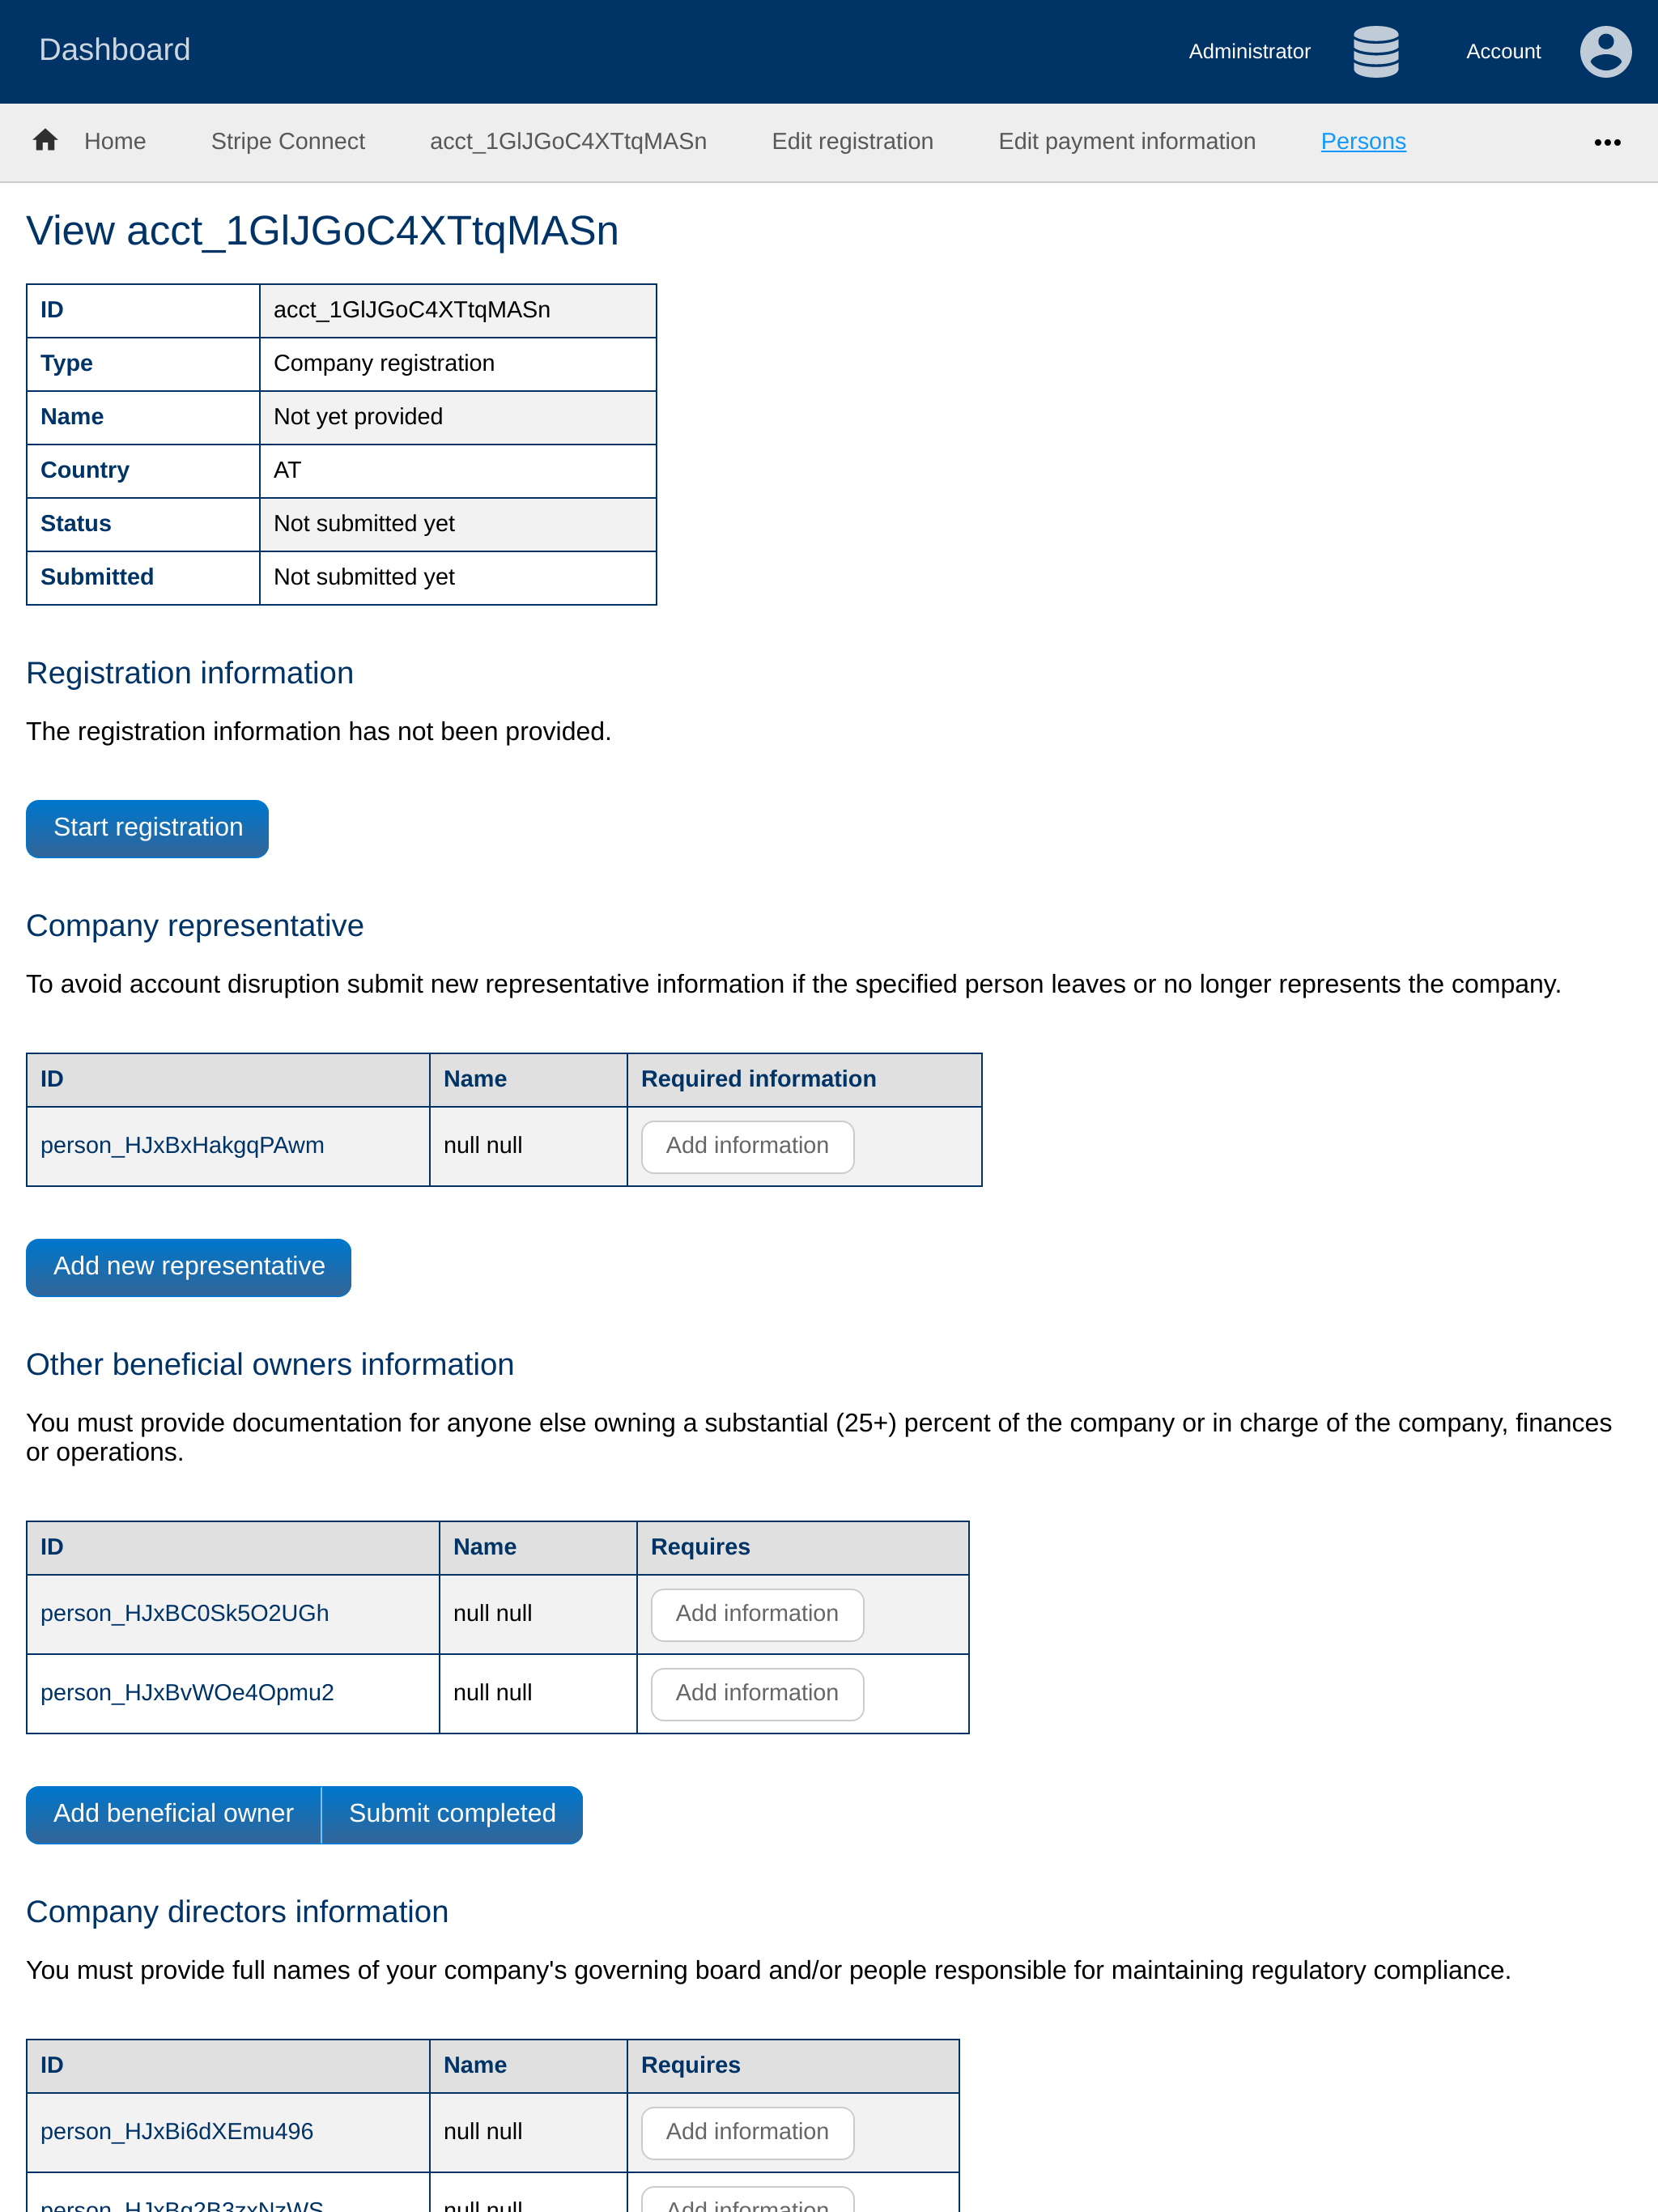 Dashboard
Administrator
Account
Home Stripe Connect acct_1GlJGoC4XTtqMASn Edit registration Edit payment information Persons
View acct_1GlJGoC4XTtqMASn
ID acct_1GlJGoC4XTtqMASn
Type Company registration
Name Not yet provided
Country AT
Status Not submitted yet
Submitted Not submitted yet
Registration information
The registration information has not been provided.
Start registration
Company representative
To avoid account disruption submit new representative information if the specified person leaves or no longer represents the company.
ID Name Required information
person_HJxBxHakgqPAwm null null Add information
Add new representative
Other beneficial owners information
You must provide documentation for anyone else owning a substantial (25+) percent of the company or in charge of the company, finances
or operations.
ID Name Requires
person_HJxBC0Sk5O2UGh null null Add information
person_HJxBvWOe4Opmu2 null null Add information
Add beneficial owner Submit completed
Company directors information
You must provide full names of your company's governing board and/or people responsible for maintaining regulatory compliance.
ID Name Requires
person_HJxBi6dXEmu496 null null Add information
null null Add information